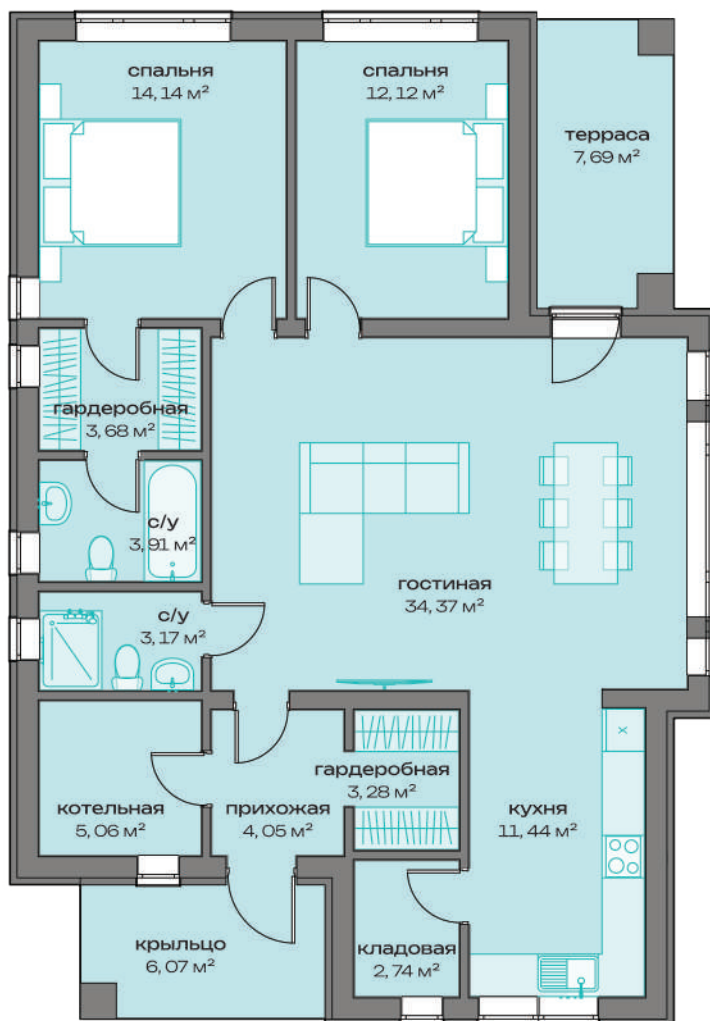 спальня
14,14 м²
спальня
12,12 м²
терраса
7,69 м²
гардеробная
3,68 м²
с/у
3,91 м²
гостиная
34,37 м²
с/у
3,17 м²
гардеробная
3,28 м²
котельная
5,06 м²
прихожая
4,05 м²
кухня
11,44 м²
x
крыльцо
6,07 м²
кладовая
2,74 м²